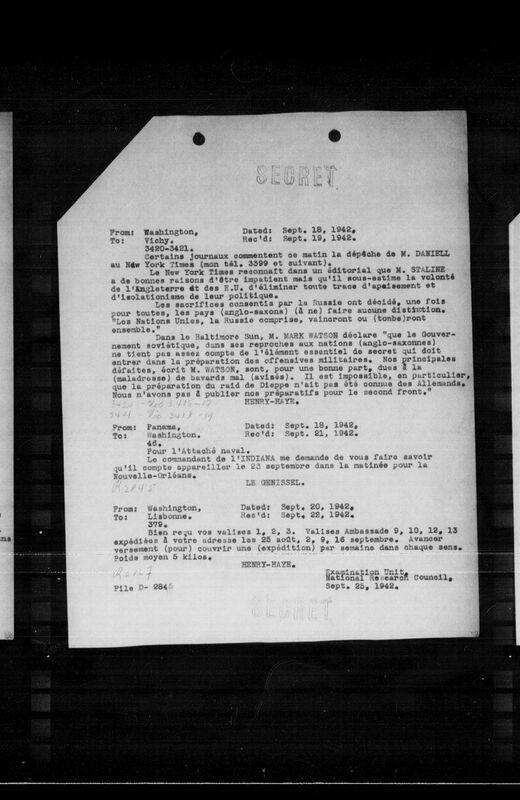 SECRET
From: Washington, Dated: Sept. 18, 1942.
To: Vichy. Rec'd: Sept. 19, 1942.
3420-3421.
Certains journaux commentent ce matin la dépêche de M. DANIELL
au New York Times (mon tél. 3399 et suivant).
Le New York Times reconnaît dans un éditorial que M. STALINE
a de bonnes raisons d'être impatient mais qu'il sous-estime la volonté
de l'Angleterre et des E.U. d'éliminer toute trace d'apaisement et
d'isolationisme de leur politique.
Les sacrifices consentis par la Russie ont décidé, une fois
pour toutes, les pays (anglo-saxons) (à ne) faire aucune distinction.
"Les Nations Unies, la Russie comprise, vaincront ou (tombe)ront
ensemble."
Dans le Baltimore Sun, M. MARK WATSON déclare "que le Gouver-
nement soviétique, dans ses reproches aux nations (anglo-saxonnes)
ne tient pas assez compte de l'élément essentiel de secret qui doit
entrer dans la préparation des offensives militaires. Nos principales
défaites, écrit M. WATSON, sont, pour une bonne part, dues à la
(maladresse) de bavards mal (avisés). Il est impossible, en particulier,
que la préparation du raid de Dieppe n'ait pas été connue des Allemands.
Nous n'avons pas à publier nos préparatifs pour le second front."
HENRY-HAYE.
From: Panama, Dated: Sept. 18, 1942.
To: Washington. Rec'd: Sept. 21, 1942.
46.
Pour l'Attaché naval.
Le commandant de l'INDIANA me demande de vous faire savoir
qu'il compte appareiller le 23 septembre dans la matinée pour la
Nouvelle-Orléans.
LE GENISSEL.
From: Washington, Dated: Sept. 20, 1942.
To: Lisbonne. Rec'd: Sept. 22, 1942.
379.
Bien reçu vos valises 1, 2, 3. Valises Ambassade 9, 10, 12, 13
expédiées à votre adresse les 25 août, 2, 9, 16 septembre. Avancer
versement (pour) couvrir une (expédition) par semaine dans chaque sens.
Poids moyen 5 kilos.
HENRY-HAYE.
Examination Unit,
National Research Council,
File D- 2845 Sept. 25, 1942.
SECRET